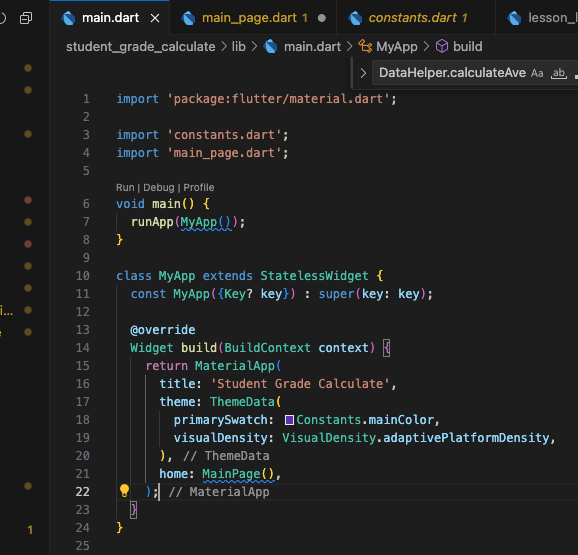 main.dart
main_page.dart 1
constants.dart 1
student_grade_calculate > lib > main.dart > MyApp > build
> DataHelper.calculateAve Aa ab
1 import 'package:flutter/material.dart';
2
3 import 'constants.dart';
4 import 'main_page.dart';
5
Run | Debug | Profile
6 void main() {
7 runApp(MyApp());
8 }
9
10 class MyApp extends StatelessWidget {
11 const MyApp({Key? key}) : super(key: key);
12
13 @override
14 Widget build(BuildContext context) {
15 return MaterialApp(
16 title: 'Student Grade Calculate',
17 theme: ThemeData(
18 primarySwatch: Constants.mainColor,
19 visualDensity: VisualDensity.adaptivePlatformDensity,
20 ), // ThemeData
21 home: MainPage(),
22 ); // MaterialApp
23 }
24 }
25
1